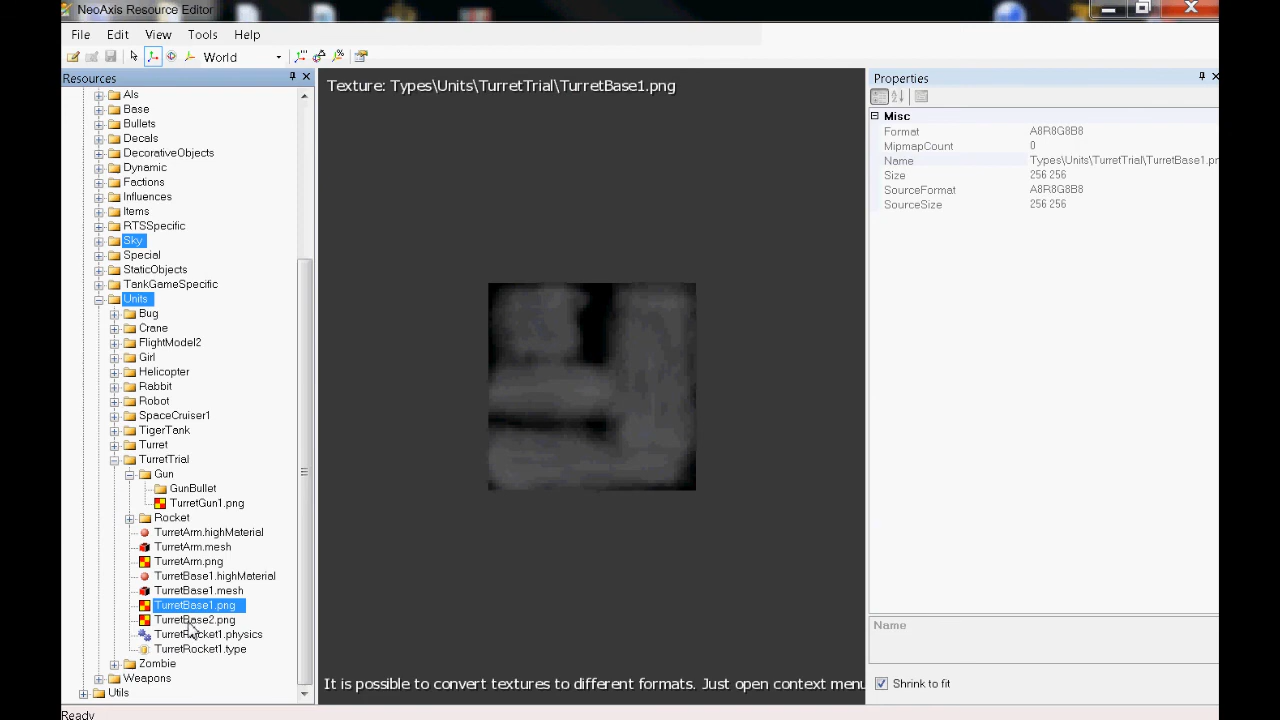 NeoAxis Resource Editor
File Edit View Tools Help
World
Resources
AIs
Base
Bullets
Decals
DecorativeObjects
Dynamic
Factions
Influences
Items
RTSSpecific
Sky
Special
StaticObjects
TankGameSpecific
Units
Bug
Crane
FlightModel2
Girl
Helicopter
Rabbit
Robot
SpaceCruiser1
TigerTank
Turret
TurretTrial
Gun
GunBullet
TurretGun1.png
Rocket
TurretArm.highMaterial
TurretArm.mesh
TurretArm.png
TurretBase1.highMaterial
TurretBase1.mesh
TurretBase1.png
TurretBase2.png
TurretRocket1.physics
TurretRocket1.type
Zombie
Weapons
Utils
Ready
Texture: Types\Units\TurretTrial\TurretBase1.png
It is possible to convert textures to different formats. Just open context menu
Properties
Misc
Format A8R8G8B8
MipmapCount 0
Name Types\Units\TurretTrial\TurretBase1.pr
Size 256 256
SourceFormat A8R8G8B8
SourceSize 256 256
Name
Shrink to fit